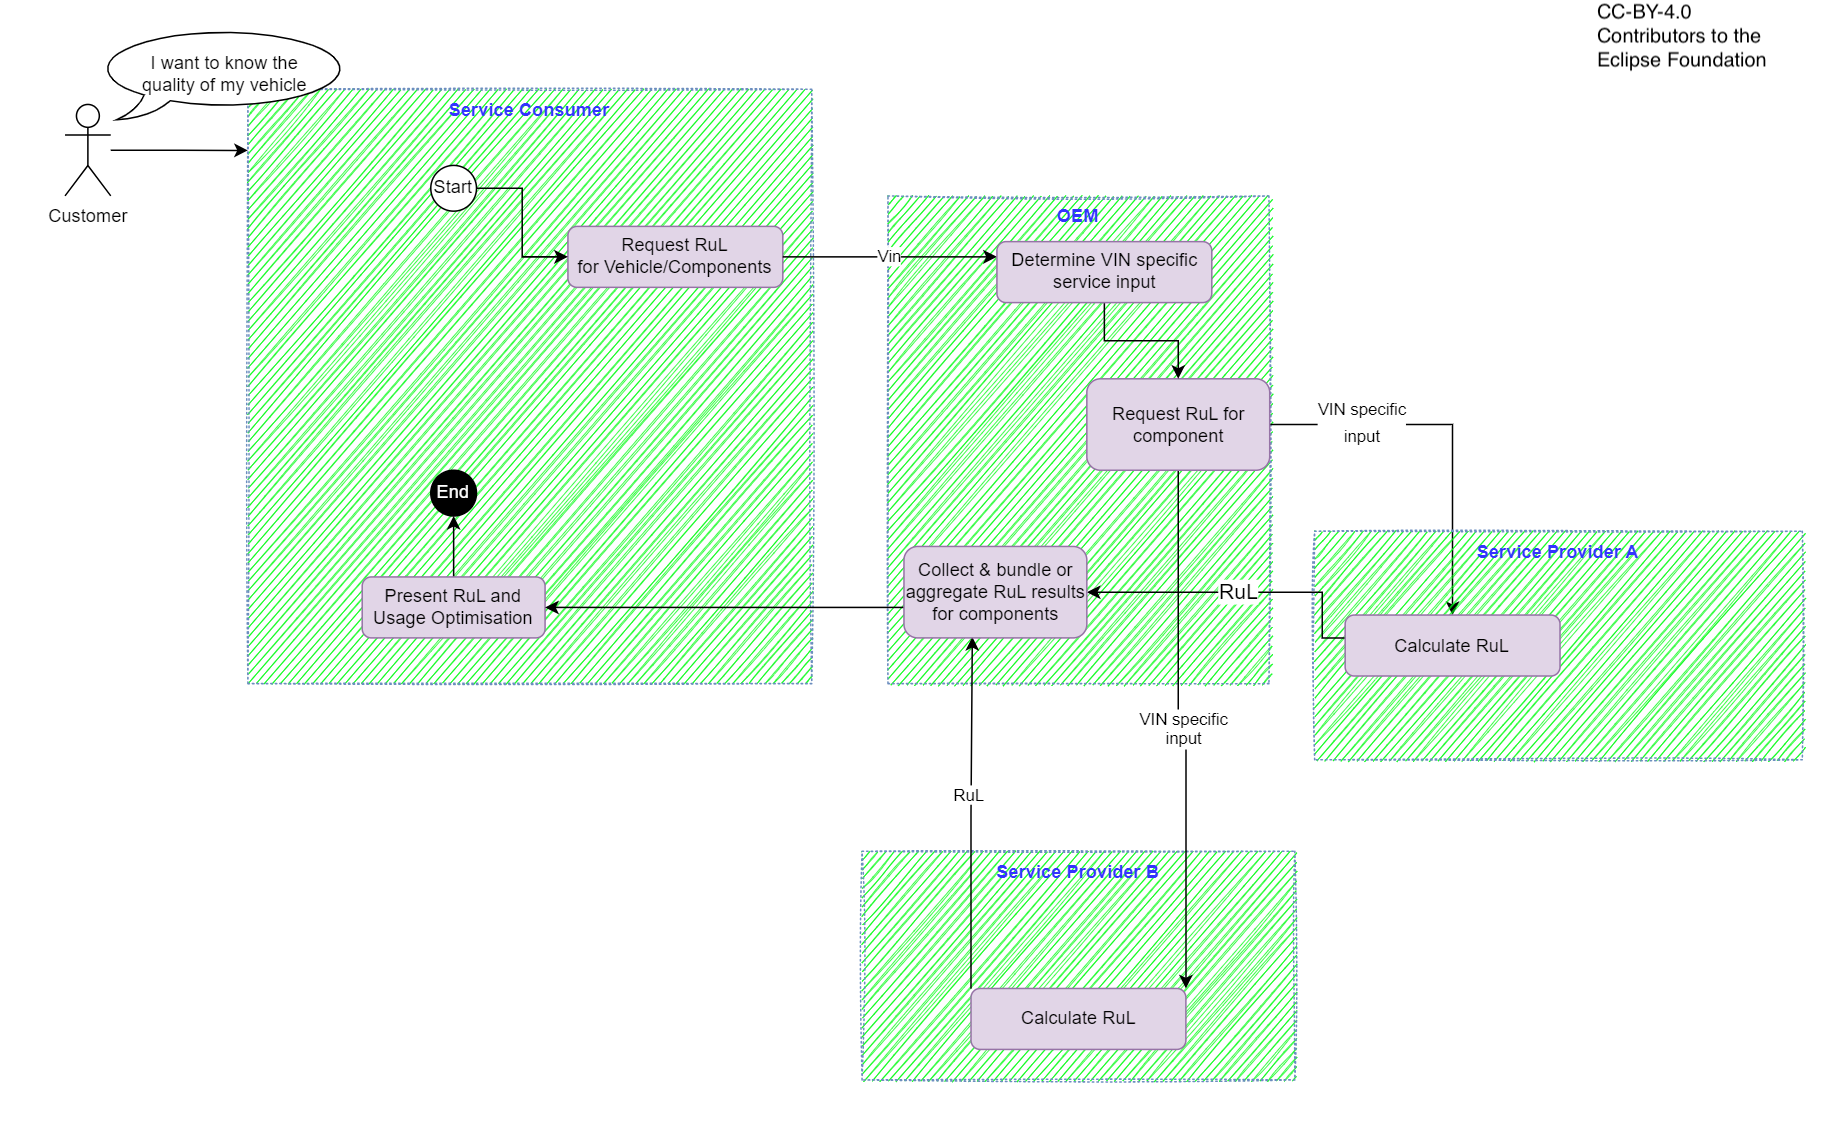 CC-BY-4.0
Contributors to the
Eclipse Foundation
I want to know the
quality of my vehicle
Customer
Service Consumer
Start
Request RuL
for Vehicle/Components
Vin
OEM
Determine VIN specific
service input
Request RuL for
component
VIN specific
input
End
Present RuL and
Usage Optimisation
Collect & bundle or
aggregate RuL results
for components
RuL
Service Provider A
Calculate RuL
VIN specific
input
RuL
Service Provider B
Calculate RuL